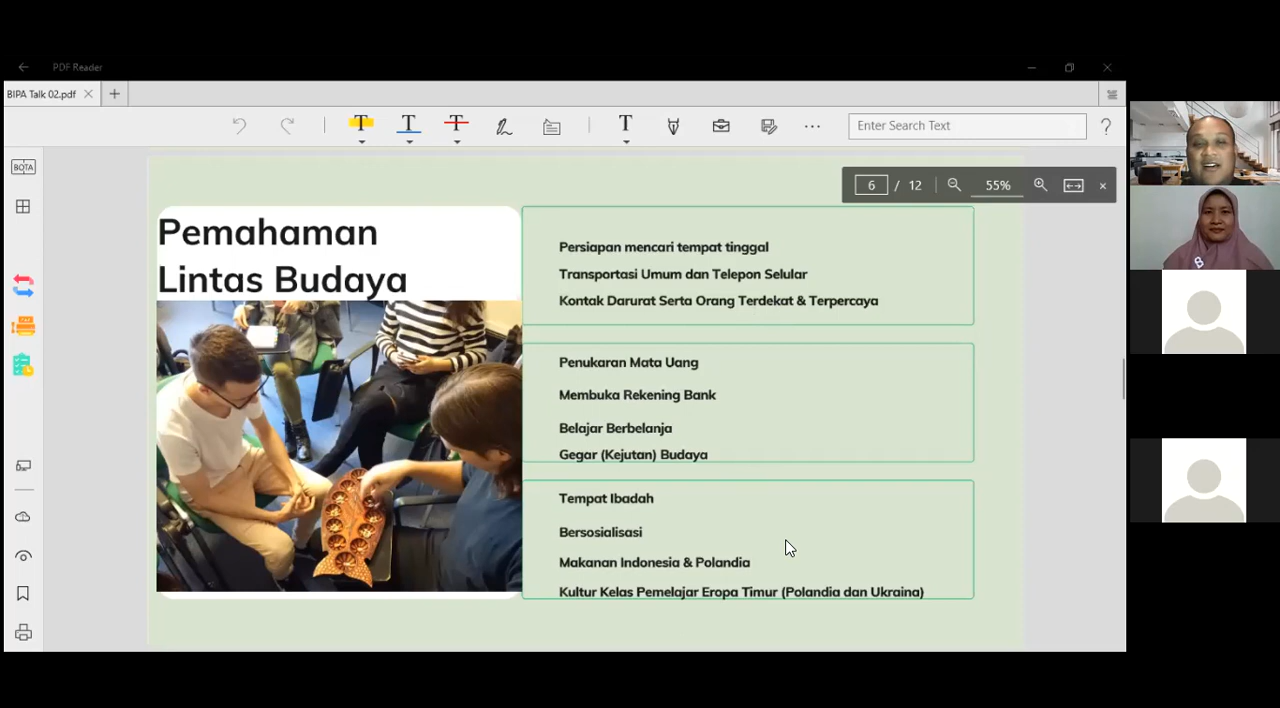 PDF Reader
BIPA Talk 02.pdf
T T T T
Enter Search Text
?
BOTA
6 / 12 55%
Pemahaman
Lintas Budaya
Persiapan mencari tempat tinggal
Transportasi Umum dan Telepon Selular
Kontak Darurat Serta Orang Terdekat & Terpercaya
Penukaran Mata Uang
Membuka Rekening Bank
Belajar Berbelanja
Gegar (Kejutan) Budaya
Tempat Ibadah
Bersosialisasi
Makanan Indonesia & Polandia
Kultur Kelas Pemelajar Eropa Timur (Polandia dan Ukraina)